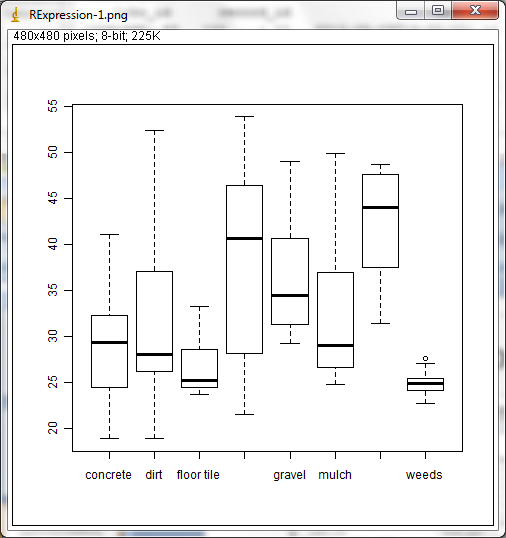 RExpression-1.png
480x480 pixels; 8-bit; 225K
55
50
45
40
35
30
25
20
concrete dirt floor tile gravel mulch weeds